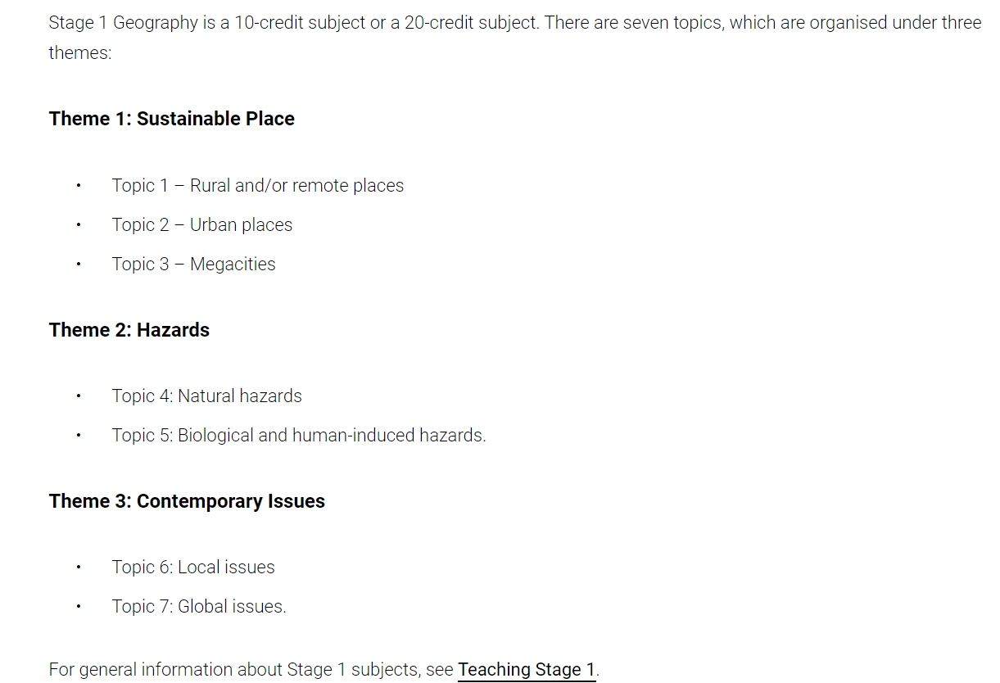 Stage 1 Geography is a 10-credit subject or a 20-credit subject. There are seven topics, which are organised under three
themes:
Theme 1: Sustainable Place
• Topic 1 – Rural and/or remote places
• Topic 2 – Urban places
• Topic 3 – Megacities
Theme 2: Hazards
• Topic 4: Natural hazards
• Topic 5: Biological and human-induced hazards.
Theme 3: Contemporary Issues
• Topic 6: Local issues
• Topic 7: Global issues.
For general information about Stage 1 subjects, see Teaching Stage 1.